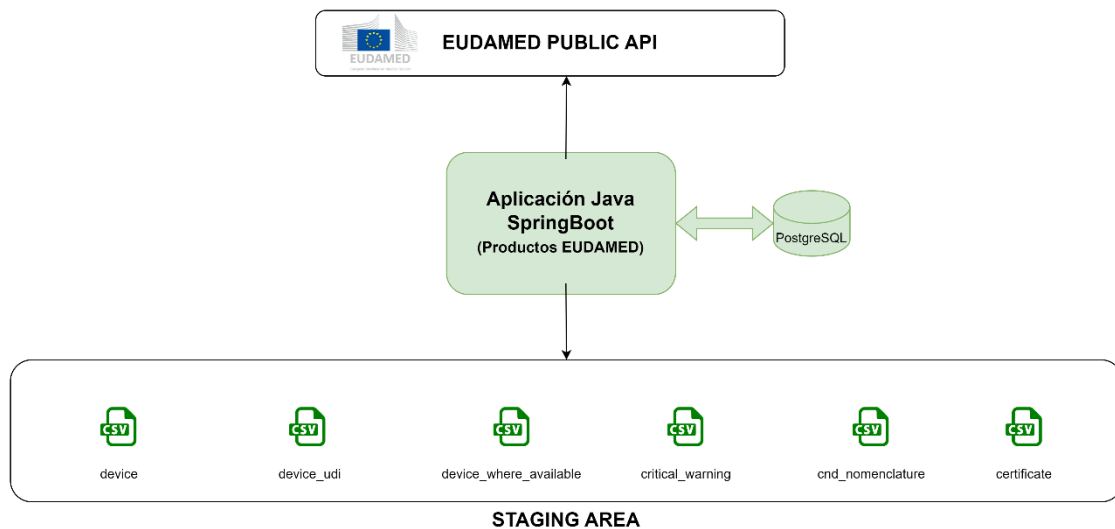 EUDAMED PUBLIC API
EUDAMED
Aplicación Java
SpringBoot
(Productos EUDAMED)
PostgreSQL
CSV
CSV
CSV
CSV
CSV
CSV
device
device_udi
device_where_available
critical_warning
cnd_nomenclature
certificate
STAGING AREA